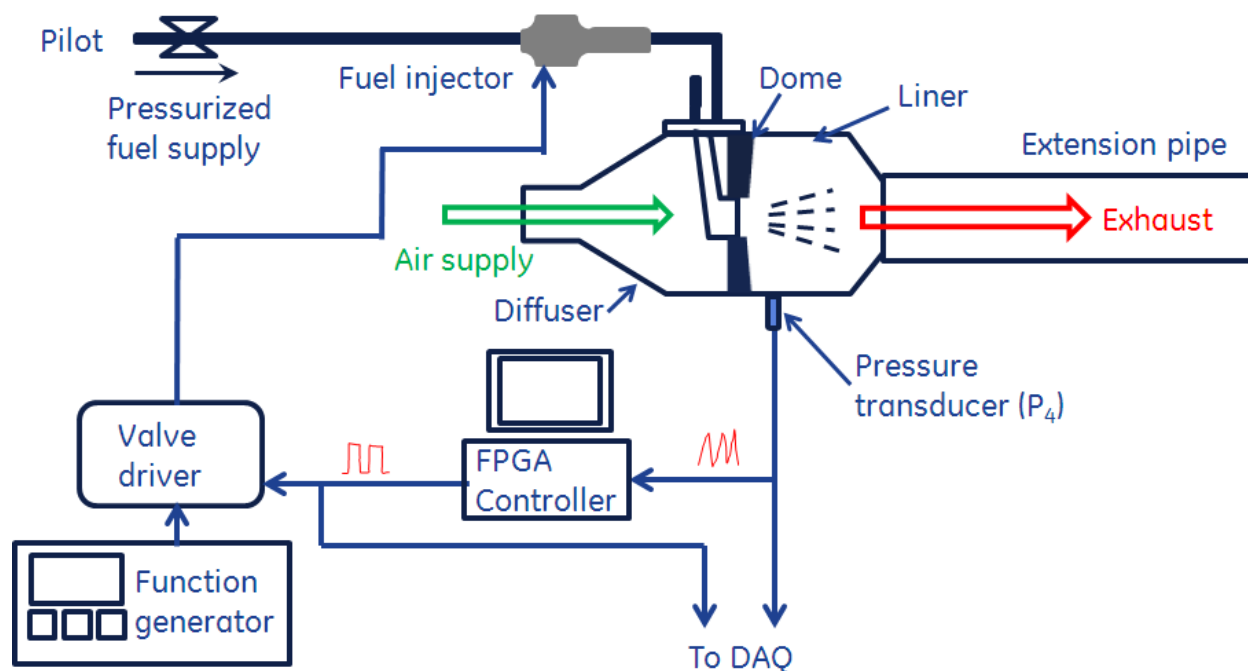 Pilot
Pressurized
fuel supply
Fuel injector
Dome
Liner
Extension pipe
Exhaust
Air supply
Diffuser
Pressure
transducer (P₄)
Valve
driver
FPGA
Controller
Function
generator
To DAQ